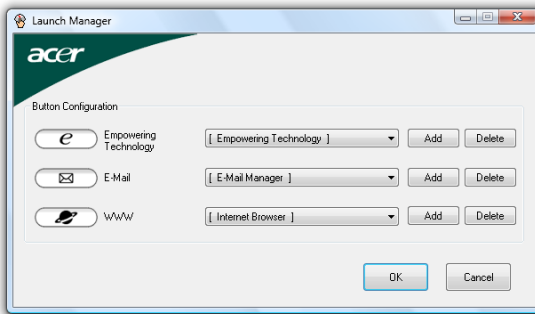 Launch Manager
acer
Button Configuration
e Empowering Technology [ Empowering Technology ] Add Delete
E-Mail [ E-Mail Manager ] Add Delete
WWW [ Internet Browser ] Add Delete
OK Cancel